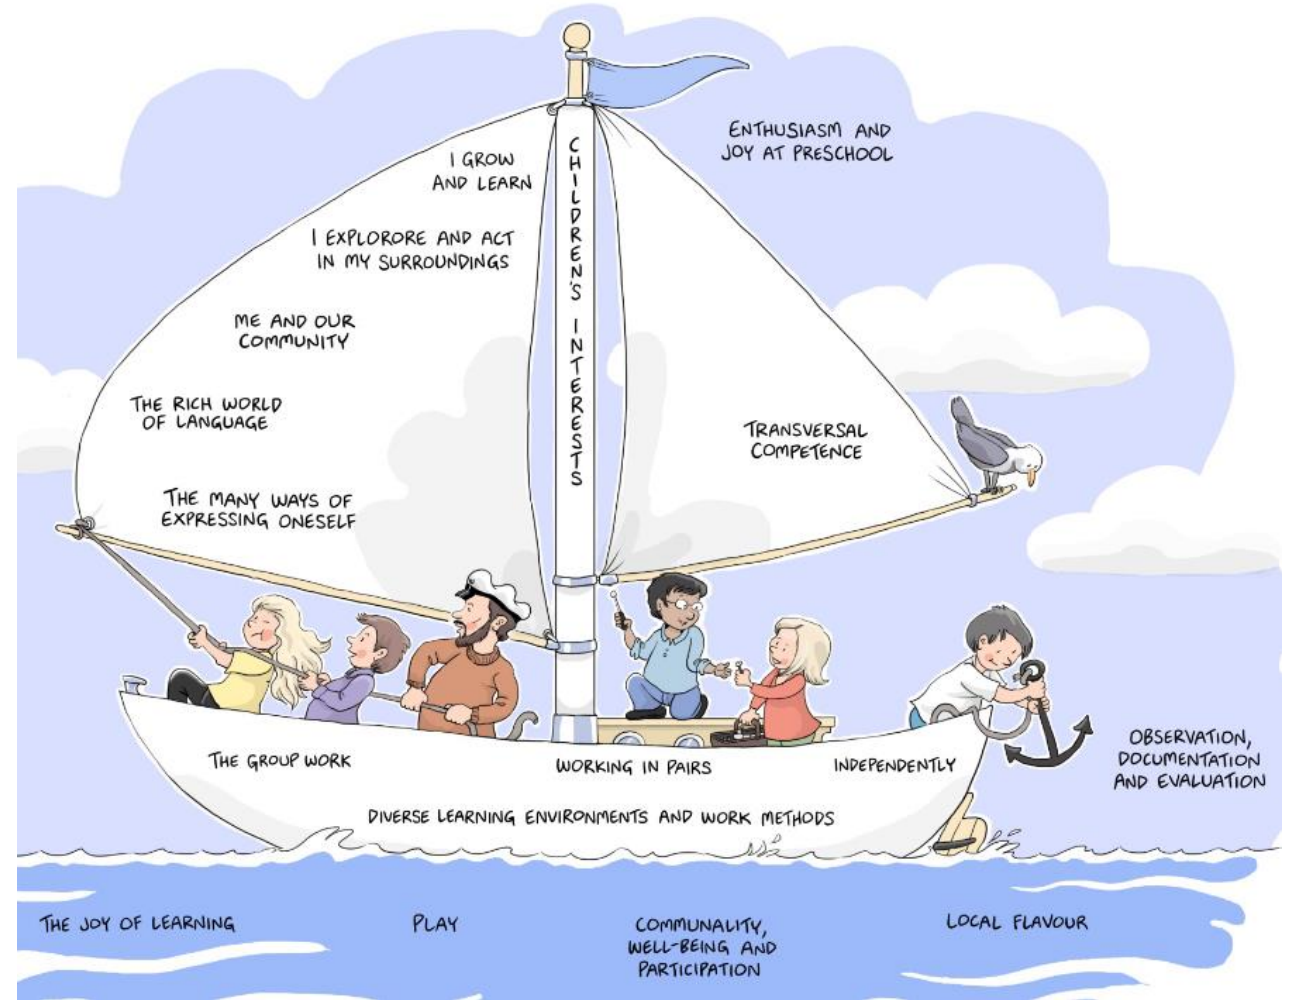 ENTHUSIASM AND
JOY AT PRESCHOOL
CHILDREN'S INTERESTS
I GROW
AND LEARN
I EXPLORORE AND ACT
IN MY SURROUNDINGS
ME AND OUR
COMMUNITY
THE RICH WORLD
OF LANGUAGE
THE MANY WAYS OF
EXPRESSING ONESELF
TRANSVERSAL
COMPETENCE
THE GROUP WORK
WORKING IN PAIRS
INDEPENDENTLY
DIVERSE LEARNING ENVIRONMENTS AND WORK METHODS
OBSERVATION,
DOCUMENTATION
AND EVALUATION
THE JOY OF LEARNING
PLAY
COMMUNALITY,
WELL-BEING AND
PARTICIPATION
LOCAL FLAVOUR